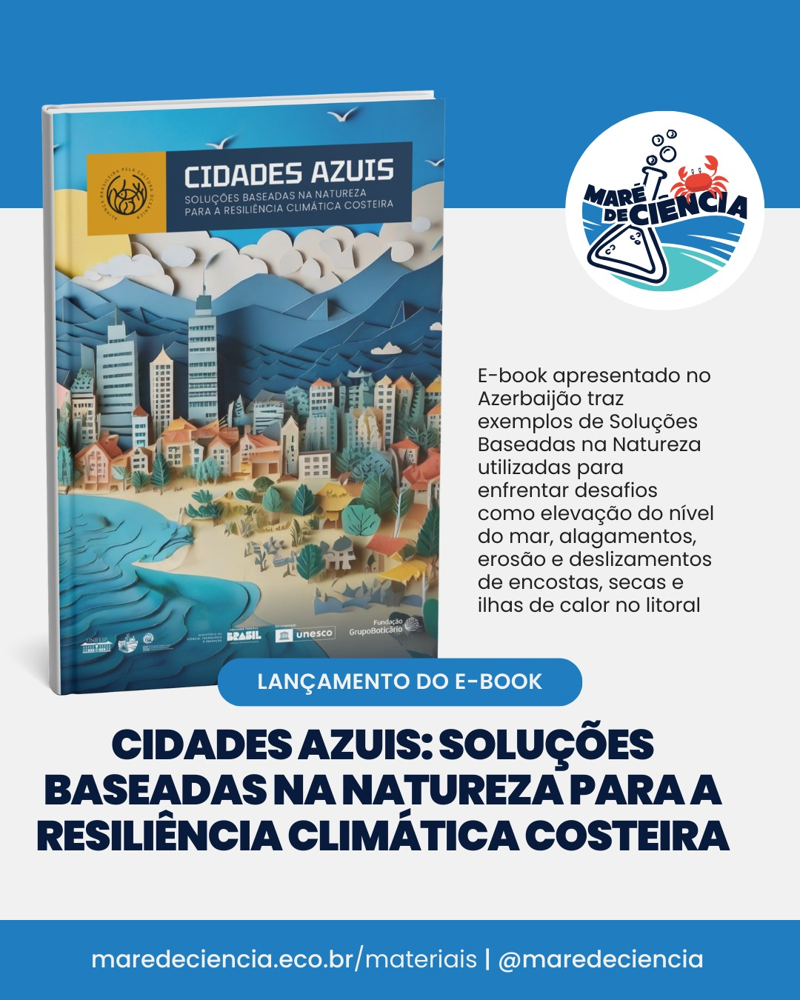 CIDADES AZUIS
SOLUÇÕES BASEADAS NA NATUREZA
PARA A RESILIÊNCIA CLIMÁTICA COSTEIRA
ALIANÇA BRASILEIRA PELA CULTURA OCEÂNICA
MARÉ
DE CIÊNCIA
E-book apresentado no
Azerbaijão traz
exemplos de Soluções
Baseadas na Natureza
utilizadas para
enfrentar desafios
como elevação do nível
do mar, alagamentos,
erosão e deslizamentos
de encostas, secas e
ilhas de calor no litoral
UNIFESP
MINISTÉRIO DA
CIÊNCIA, TECNOLOGIA
E INOVAÇÃO
GOVERNO FEDERAL
BRASIL
unesco
Fundação
GrupoBoticário
LANÇAMENTO DO E-BOOK
CIDADES AZUIS: SOLUÇÕES
BASEADAS NA NATUREZA PARA A
RESILIÊNCIA CLIMÁTICA COSTEIRA
maredeciencia.eco.br/materiais | @maredeciencia